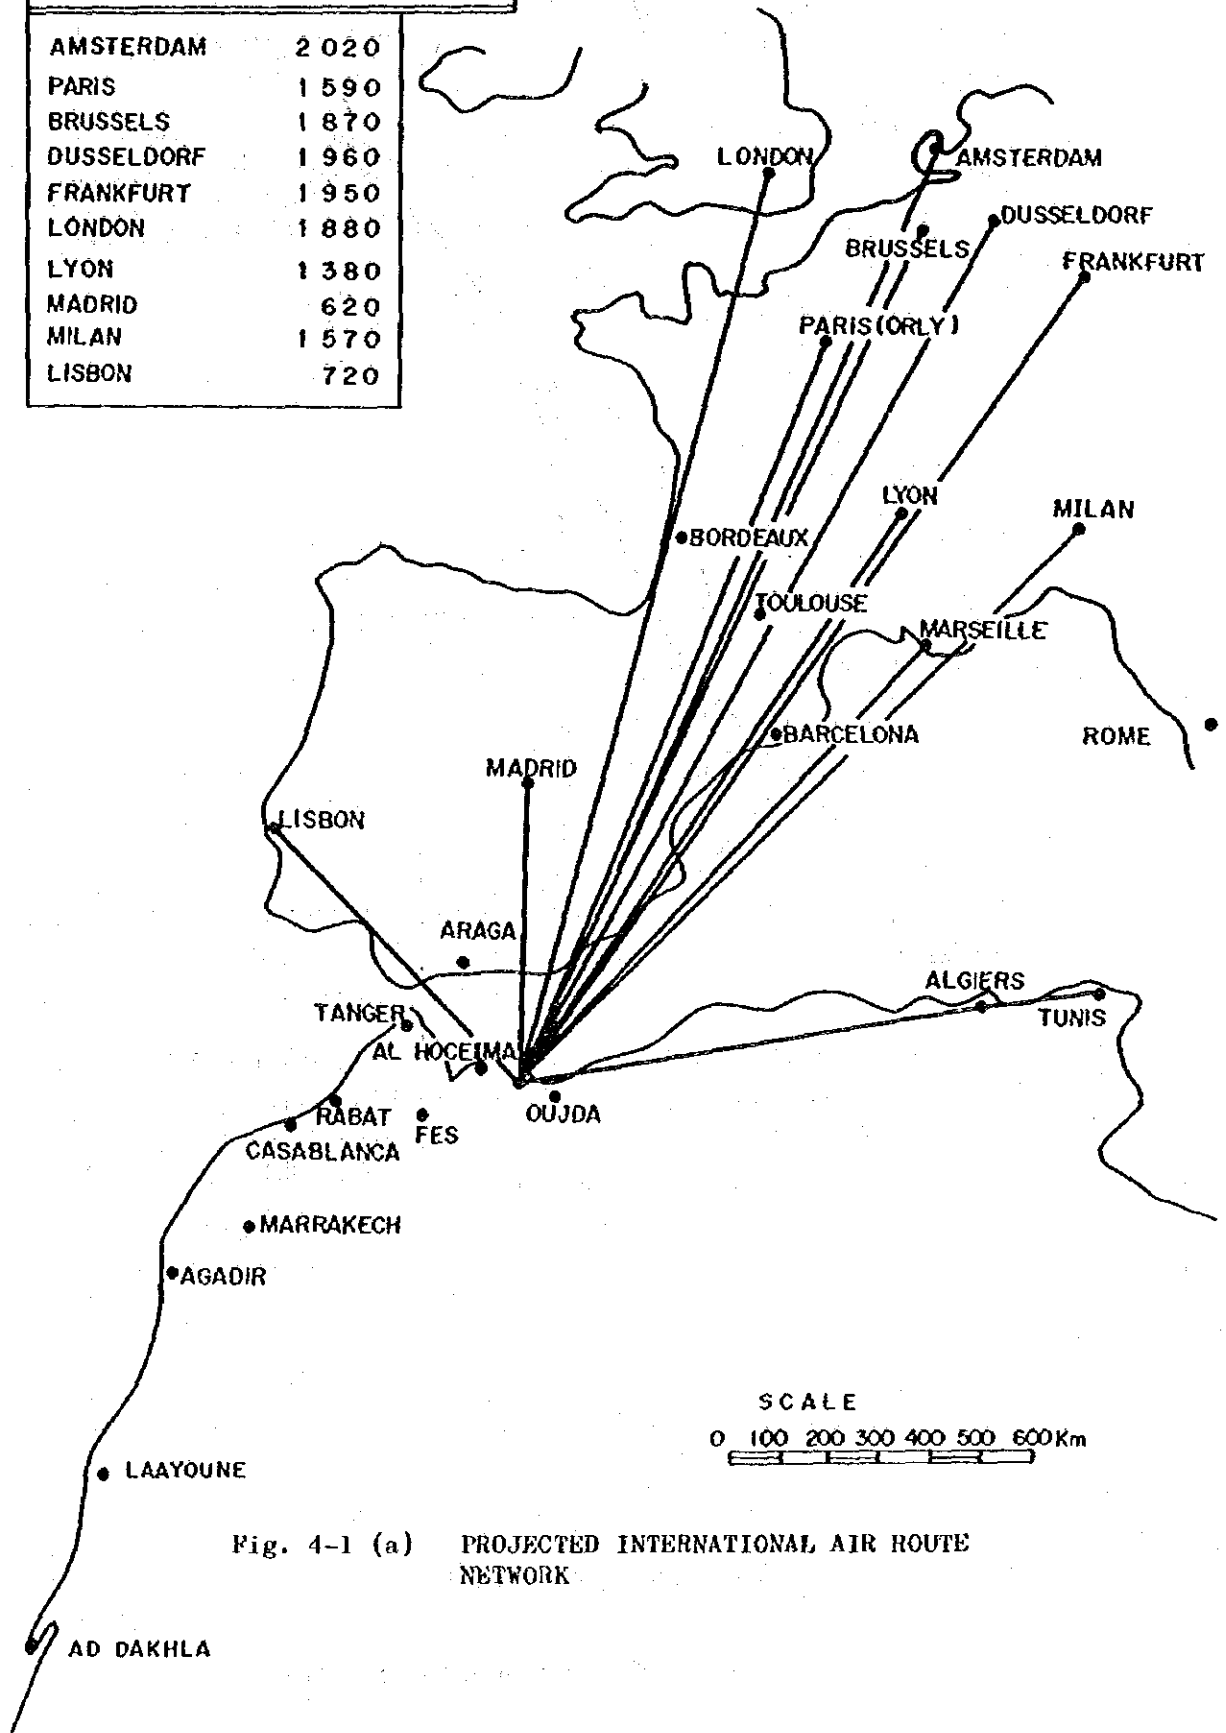 AMSTERDAM 2 020
PARIS 1 590
BRUSSELS 1 870
DUSSELDORF 1 960
FRANKFURT 1 950
LONDON 1 880
LYON 1 380
MADRID 620
MILAN 1 570
LISBON 720
LONDON
AMSTERDAM
DUSSELDORF
BRUSSELS
FRANKFURT
PARIS (ORLY)
LYON
MILAN
BORDEAUX
TOULOUSE
MARSEILLE
BARCELONA
ROME
MADRID
LISBON
ARAGA
ALGIERS
TANGER
TUNIS
AL HOCEIMA
OUJDA
RABAT
FES
CASABLANCA
MARRAKECH
AGADIR
SCALE
0 100 200 300 400 500 600Km
LAAYOUNE
Fig. 4-1 (a) PROJECTED INTERNATIONAL AIR ROUTE
NETWORK
AD DAKHLA